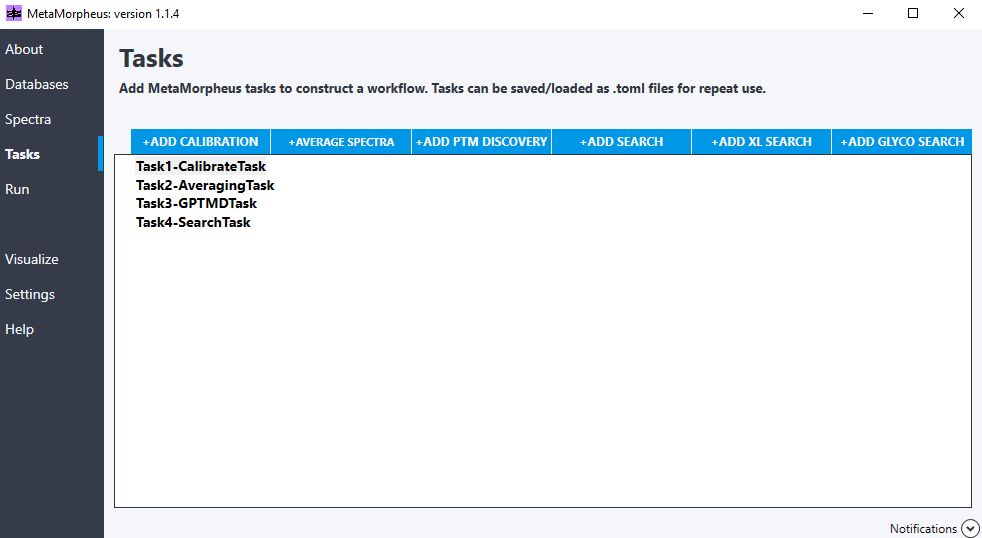 MetaMorpheus: version 1.1.4
About
Databases
Spectra
Tasks
Run
Visualize
Settings
Help
Tasks
Add MetaMorpheus tasks to construct a workflow. Tasks can be saved/loaded as .toml files for repeat use.
+ADD CALIBRATION +AVERAGE SPECTRA +ADD PTM DISCOVERY +ADD SEARCH +ADD XL SEARCH +ADD GLYCO SEARCH
Task1-CalibrateTask
Task2-AveragingTask
Task3-GPTMDTask
Task4-SearchTask
Notifications